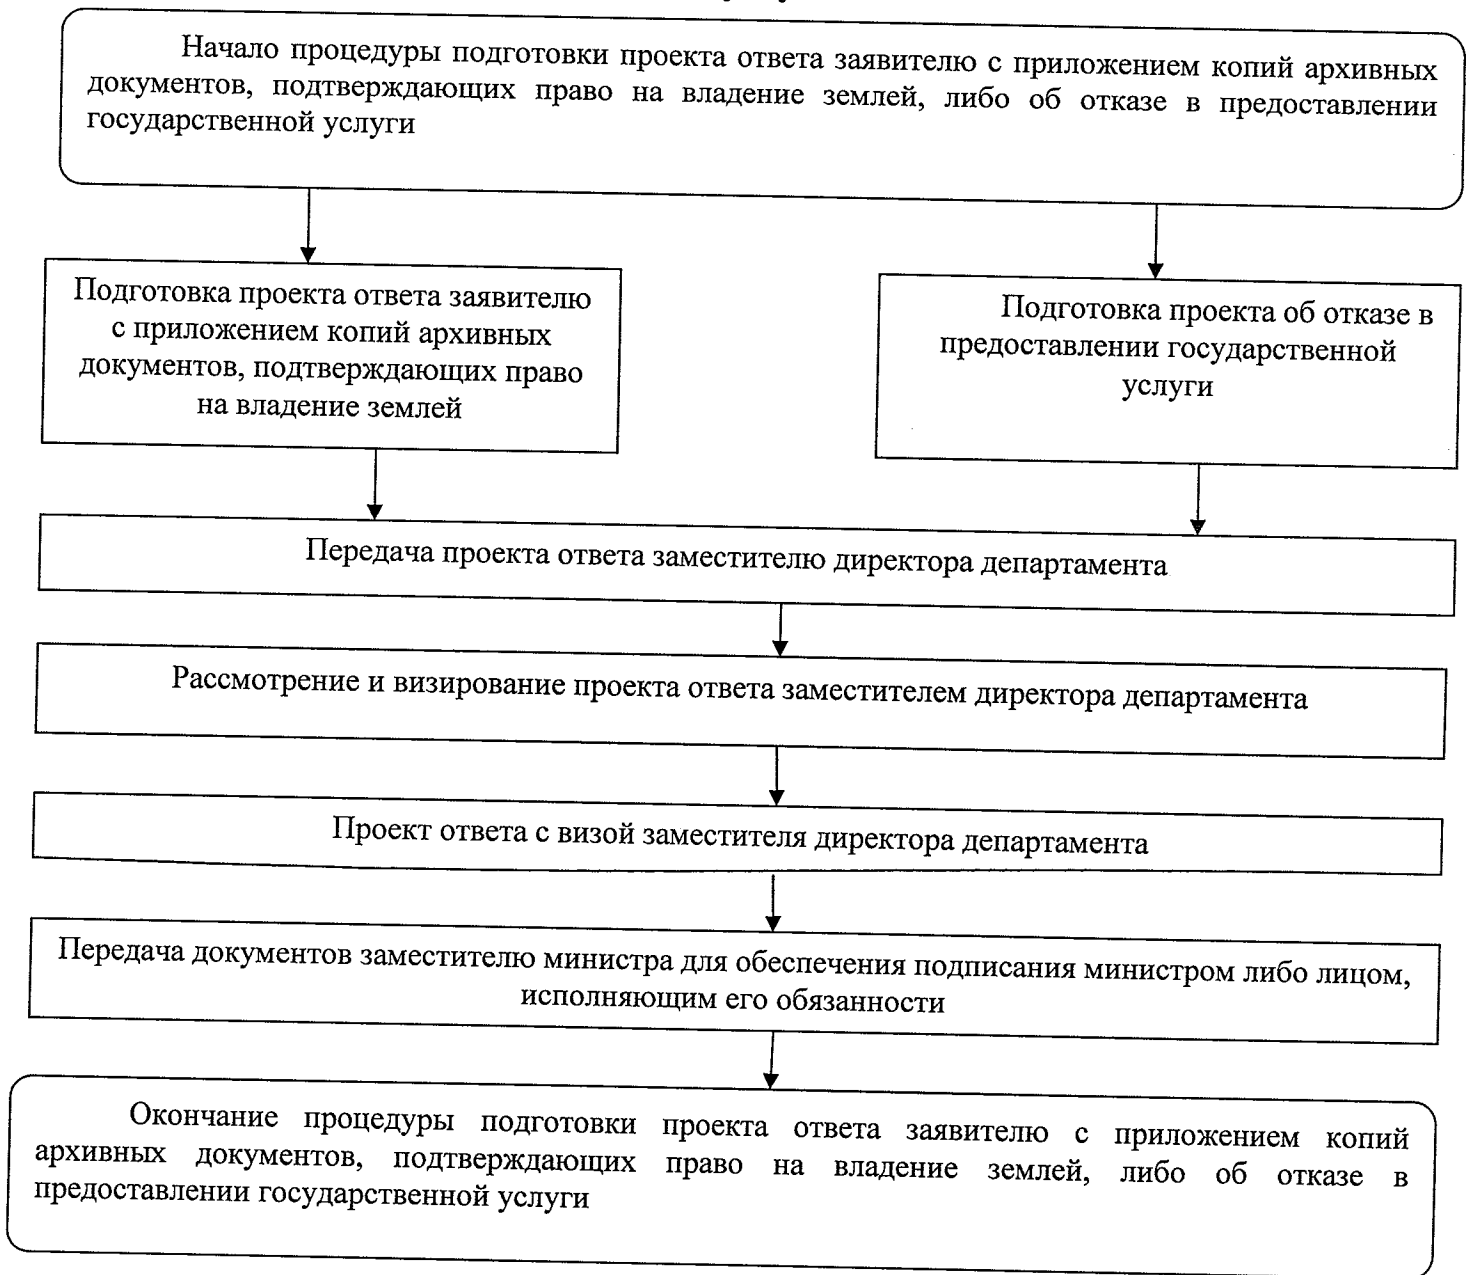 Начало процедуры подготовки проекта ответа заявителю с приложением копий архивных
документов, подтверждающих право на владение землей, либо об отказе в предоставлении
государственной услуги
Подготовка проекта ответа заявителю
с приложением копий архивных
документов, подтверждающих право
на владение землей
Подготовка проекта об отказе в
предоставлении государственной
услуги
Передача проекта ответа заместителю директора департамента
Рассмотрение и визирование проекта ответа заместителем директора департамента
Проект ответа с визой заместителя директора департамента
Передача документов заместителю министра для обеспечения подписания министром либо лицом,
исполняющим его обязанности
Окончание процедуры подготовки проекта ответа заявителю с приложением копий
архивных документов, подтверждающих право на владение землей, либо об отказе в
предоставлении государственной услуги